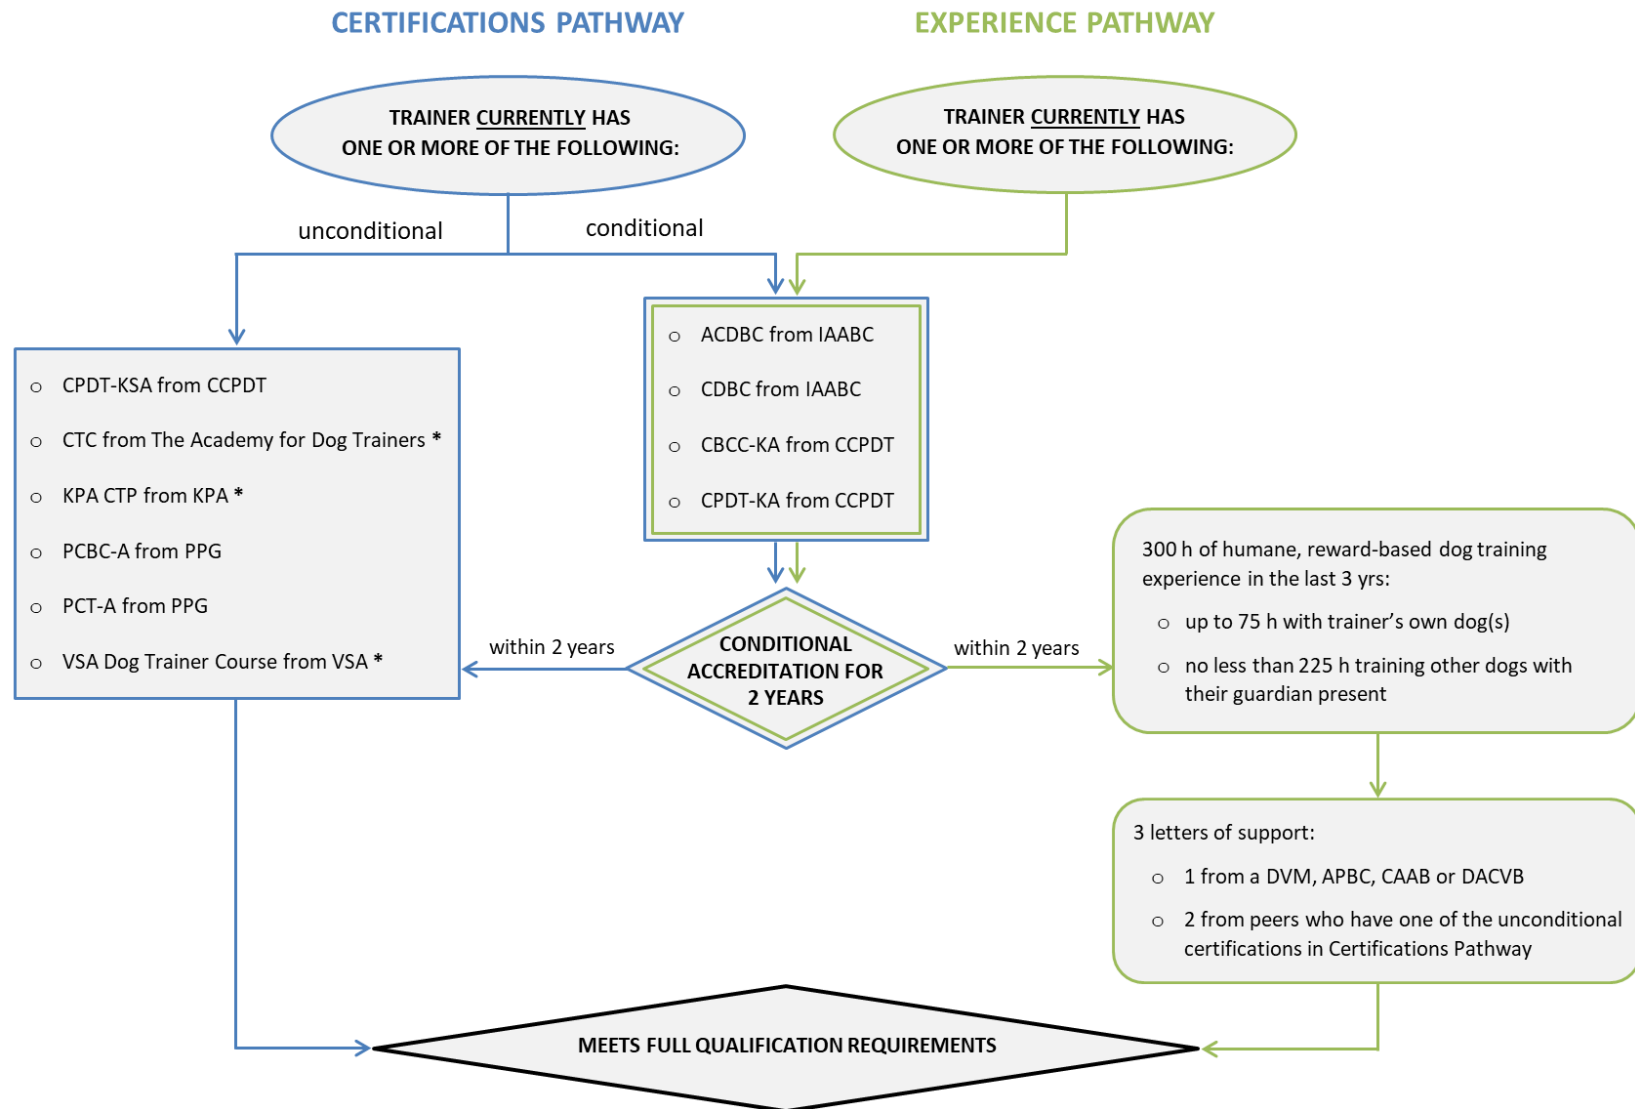 CERTIFICATIONS PATHWAY
EXPERIENCE PATHWAY
TRAINER CURRENTLY HAS
ONE OR MORE OF THE FOLLOWING:
TRAINER CURRENTLY HAS
ONE OR MORE OF THE FOLLOWING:
unconditional
conditional
o ACDBC from IAABC
o CDBC from IAABC
o CBCC-KA from CCPDT
o CPDT-KA from CCPDT
o CPDT-KSA from CCPDT
o CTC from The Academy for Dog Trainers *
o KPA CTP from KPA *
o PCBC-A from PPG
o PCT-A from PPG
o VSA Dog Trainer Course from VSA *
within 2 years
CONDITIONAL
ACCREDITATION FOR
2 YEARS
within 2 years
300 h of humane, reward-based dog training
experience in the last 3 yrs:
o up to 75 h with trainer’s own dog(s)
o no less than 225 h training other dogs with
their guardian present
3 letters of support:
o 1 from a DVM, APBC, CAAB or DACVB
o 2 from peers who have one of the unconditional
certifications in Certifications Pathway
MEETS FULL QUALIFICATION REQUIREMENTS